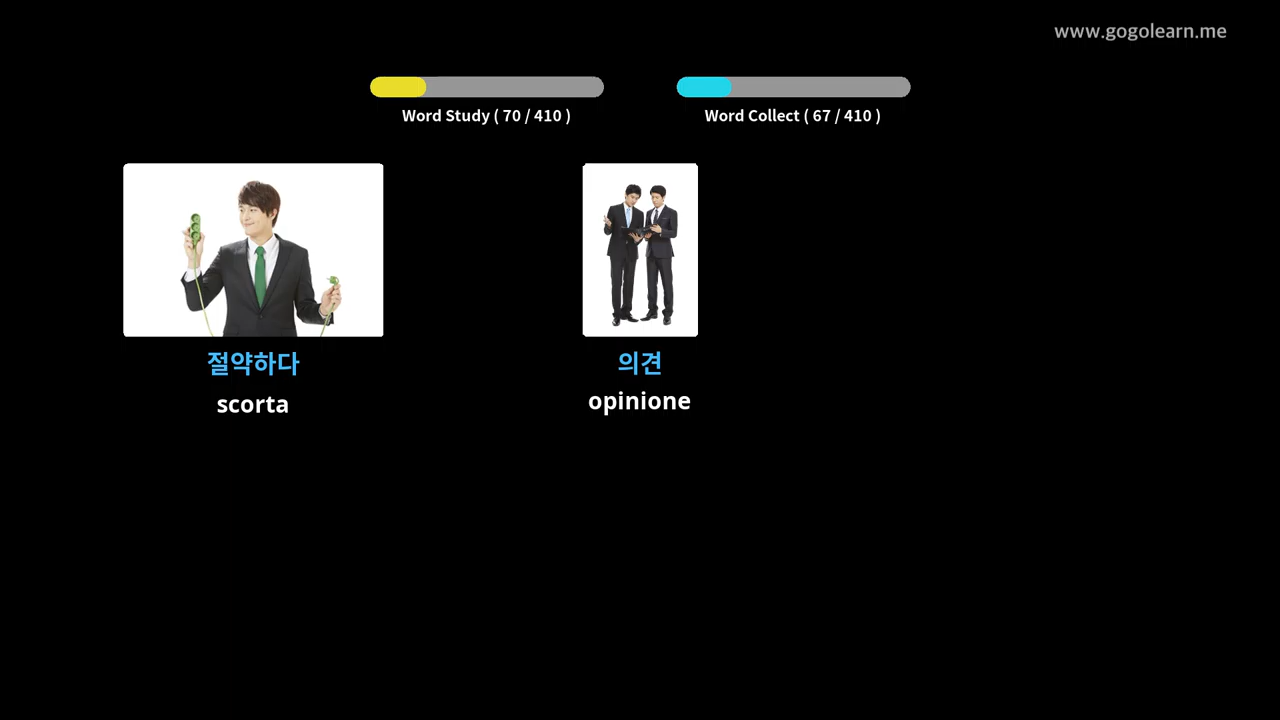 www.gogolearn.me
Word Study ( 70 / 410 )
Word Collect ( 67 / 410 )
절약하다
scorta
의견
opinione